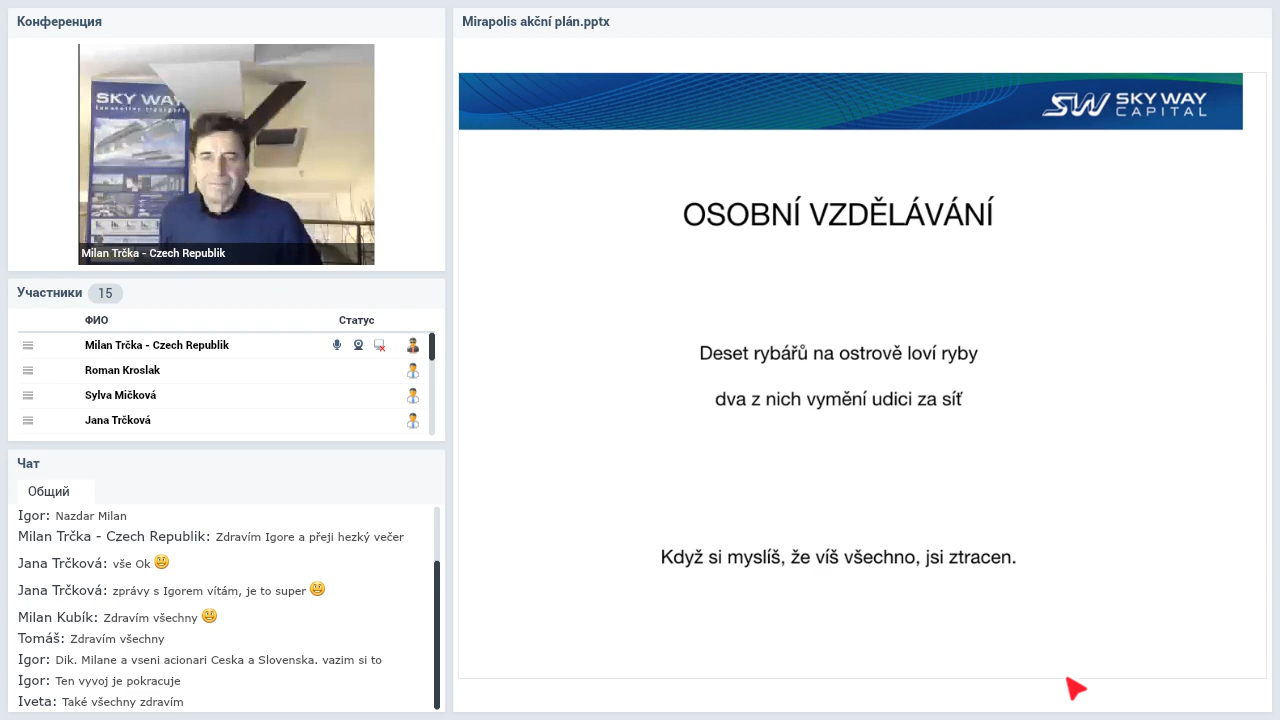 Конференция
SKY WAY
Milan Trčka - Czech Republik
Участники 15
ФИО Статус
Milan Trčka - Czech Republik
Roman Kroslak
Sylva Mičková
Jana Trčková
Чат
Общий
Igor: Nazdar Milan
Milan Trčka - Czech Republik: Zdravím Igore a přeji hezký večer
Jana Trčková: vše Ok
Jana Trčková: zprávy s Igorem vítám, je to super
Milan Kubík: Zdravím všechny
Tomáš: Zdravím všechny
Igor: Dik. Milane a vseni acionari Ceska a Slovenska. vazim si to
Igor: Ten vyvoj je pokracuje
Iveta: Také všechny zdravím
Mirapolis akční plán.pptx
SW SKY WAY
CAPITAL
OSOBNÍ VZDĚLÁVÁNÍ
Deset rybářů na ostrově loví ryby
dva z nich vymění udici za síť
Když si myslíš, že víš všechno, jsi ztracen.